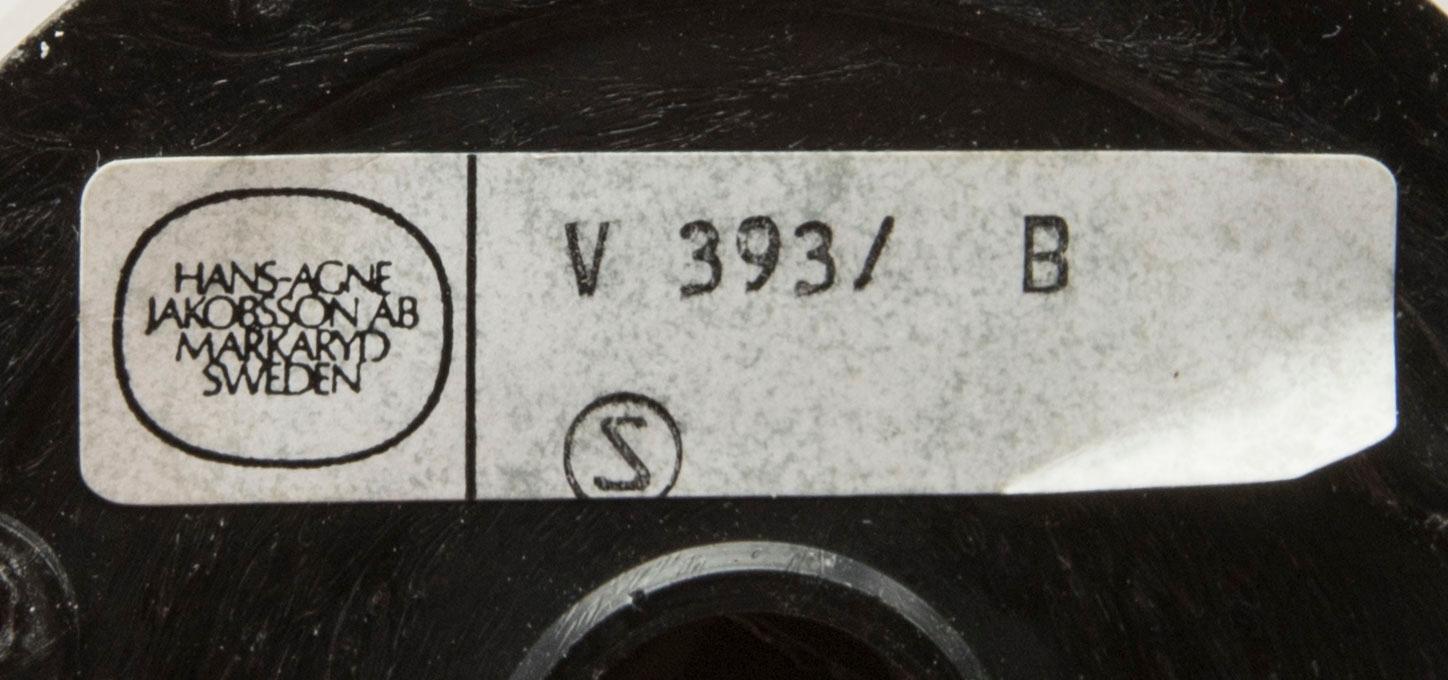 HANS-AGNE
JAKOBSSON AB
MARKARYD
SWEDEN
V 393/ B
S